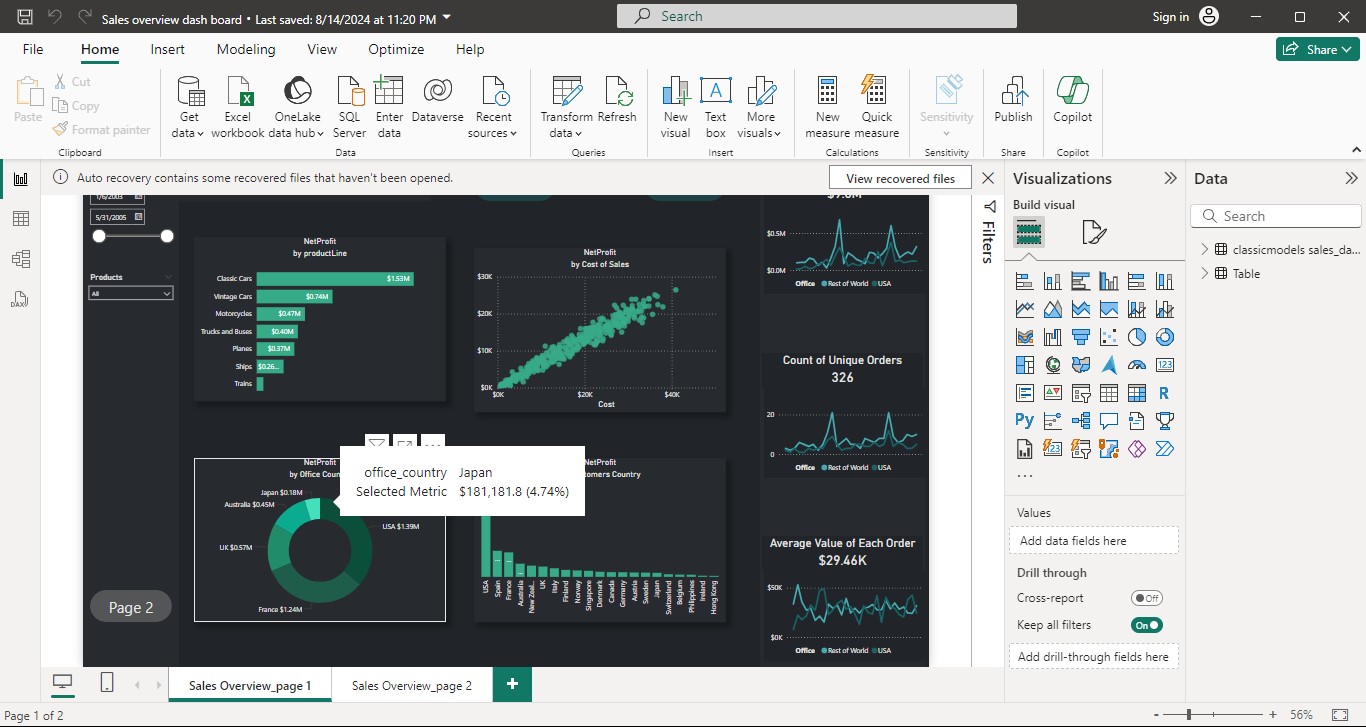 Sales overview dash board • Last saved: 8/14/2024 at 11:20 PM
Search
Sign in
File
Home
Insert
Modeling
View
Optimize
Help
Share
Paste
Cut
Copy
Format painter
Clipboard
Get data
Excel workbook
OneLake data hub
SQL Server
Enter data
Dataverse
Recent sources
Data
Transform data
Refresh
Queries
New visual
Text box
More visuals
Insert
New measure
Quick measure
Calculations
Sensitivity
Sensitivity
Publish
Share
Copilot
Copilot
Auto recovery contains some recovered files that haven't been opened.
View recovered files
1/6/2003
5/31/2005
Products
All
Page 2
NetProfit
by productLine
Classic Cars $1.53M
Vintage Cars $0.74M
Motorcycles $0.47M
Trucks and Buses $0.40M
Planes $0.37M
Ships $0.26...
Trains
NetProfit
by Cost of Sales
$30K
$20K
$10K
$0K
$0K $20K $40K
Cost
NetProfit
by Office Coun
Japan $0.18M
Australia $0.45M
UK $0.57M
France $1.24M
USA $1.39M
office_country Japan
Selected Metric $181,181.8 (4.74%)
NetProfit
tomers Country
USA
Spain
France
Australia
New Zeal...
UK
Italy
Finland
Norway
Singapore
Denmark
Canada
Germany
Austria
Sweden
Japan
Switzerland
Belgium
Philippines
Ireland
Hong Kong
$0.5M
$0.0M
Office Rest of World USA
Count of Unique Orders
326
20
0
Office Rest of World USA
Average Value of Each Order
$29.46K
$50K
$0K
Office Rest of World USA
Filters
Visualizations
Build visual
123
R
Py
123
...
Values
Add data fields here
Drill through
Cross-report Off
Keep all filters On
Add drill-through fields here
Data
Search
classicmodels sales_da...
Table
Sales Overview_page 1
Sales Overview_page 2
+
Page 1 of 2
- + 56%